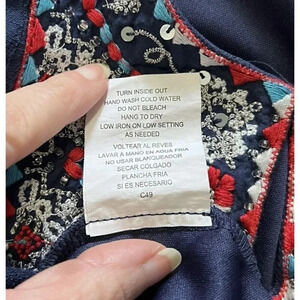 TURN INSIDE OUT
HAND WASH COLD WATER
DO NOT BLEACH
HANG TO DRY
LOW IRON ON LOW SETTING
AS NEEDED
VOLTEAR AL REVES
LAVAR A MANO EN AGUA FRIA
NO USAR BLANQUEADOR
SECAR COLGADO
PLANCHA FRIA
SI ES NECESARIO
C49